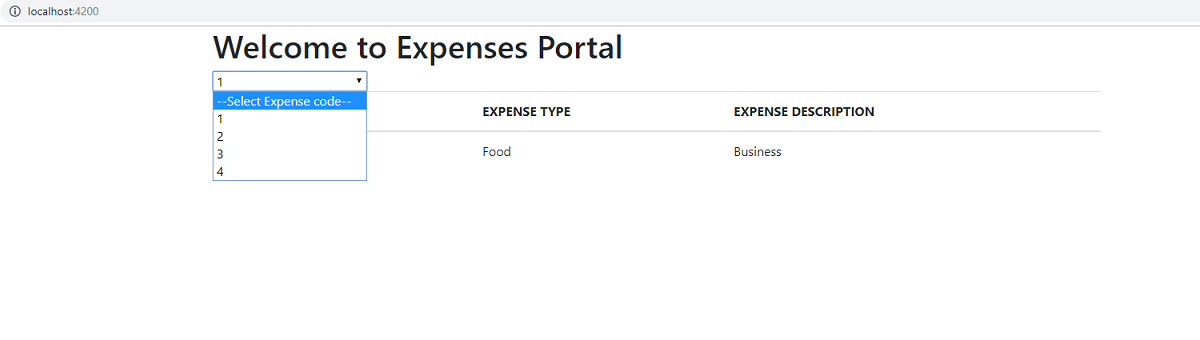 localhost:4200
Welcome to Expenses Portal
1
--Select Expense code--
1
2
3
4
EXPENSE TYPE EXPENSE DESCRIPTION
Food Business